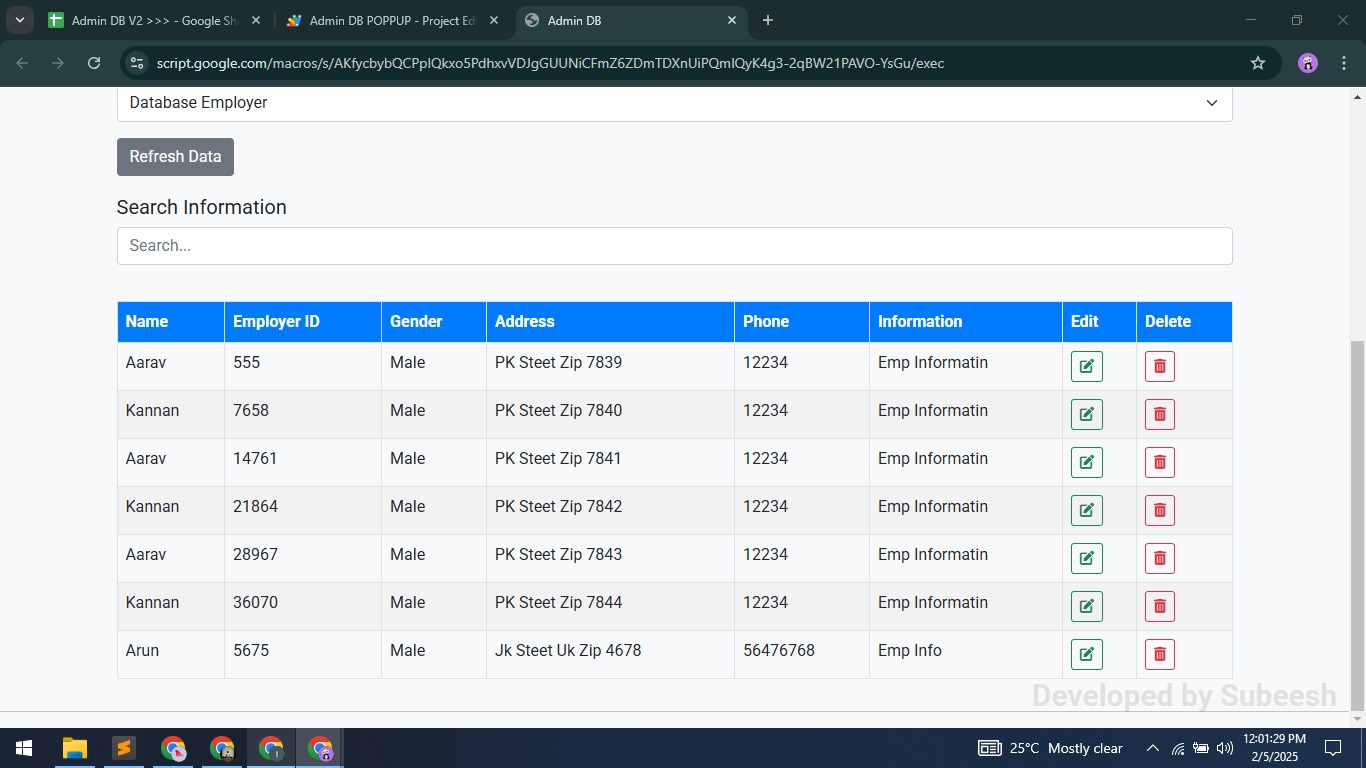 Admin DB V2 >>> - Google Sh
Admin DB POPPUP - Project Ed
Admin DB
script.google.com/macros/s/AKfycbybQCPpIQkxo5PdhxvVDJgGUUNiCFmZ6ZDmTDXnUiPQmIQyK4g3-2qBW21PAVO-YsGu/exec
Database Employer
Refresh Data
Search Information
Search...
Name Employer ID Gender Address Phone Information Edit Delete
Aarav 555 Male PK Steet Zip 7839 12234 Emp Informatin
Kannan 7658 Male PK Steet Zip 7840 12234 Emp Informatin
Aarav 14761 Male PK Steet Zip 7841 12234 Emp Informatin
Kannan 21864 Male PK Steet Zip 7842 12234 Emp Informatin
Aarav 28967 Male PK Steet Zip 7843 12234 Emp Informatin
Kannan 36070 Male PK Steet Zip 7844 12234 Emp Informatin
Arun 5675 Male Jk Steet Uk Zip 4678 56476768 Emp Info
Developed by Subeesh
25°C Mostly clear
12:01:29 PM
2/5/2025